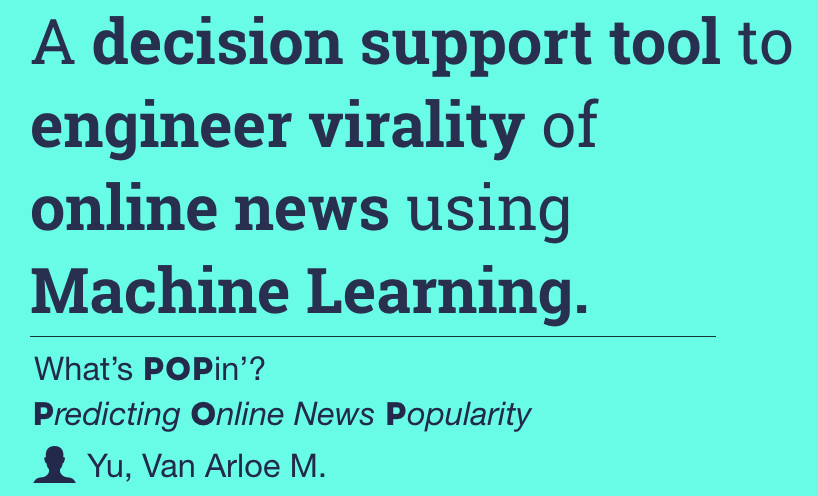 A decision support tool to
engineer virality of
online news using
Machine Learning.
What’s POPin’?
Predicting Online News Popularity
Yu, Van Arloe M.